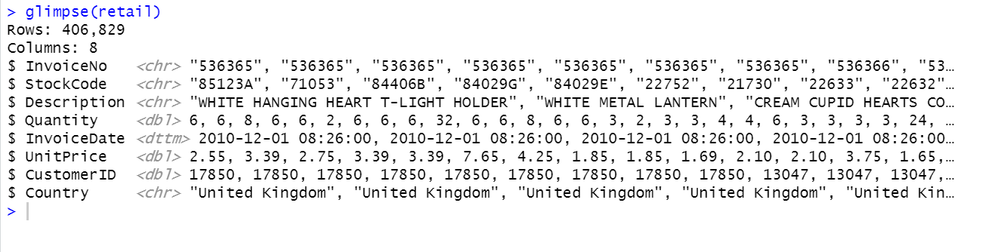 > glimpse(retail)
Rows: 406,829
Columns: 8
$ InvoiceNo   <chr> "536365", "536365", "536365", "536365", "536365", "536365", "536365", "536366", "53…
$ StockCode   <chr> "85123A", "71053", "84406B", "84029G", "84029E", "22752", "21730", "22633", "22632"…
$ Description <chr> "WHITE HANGING HEART T-LIGHT HOLDER", "WHITE METAL LANTERN", "CREAM CUPID HEARTS CO…
$ Quantity    <dbl> 6, 6, 8, 6, 6, 2, 6, 6, 6, 32, 6, 6, 8, 6, 6, 3, 2, 3, 3, 4, 4, 6, 3, 3, 3, 3, 24, …
$ InvoiceDate <dttm> 2010-12-01 08:26:00, 2010-12-01 08:26:00, 2010-12-01 08:26:00, 2010-12-01 08:26:00…
$ UnitPrice   <dbl> 2.55, 3.39, 2.75, 3.39, 3.39, 7.65, 4.25, 1.85, 1.85, 1.69, 2.10, 2.10, 3.75, 1.65,…
$ CustomerID  <dbl> 17850, 17850, 17850, 17850, 17850, 17850, 17850, 17850, 17850, 13047, 13047, 13047,…
$ Country     <chr> "United Kingdom", "United Kingdom", "United Kingdom", "United Kingdom", "United Kin…
>